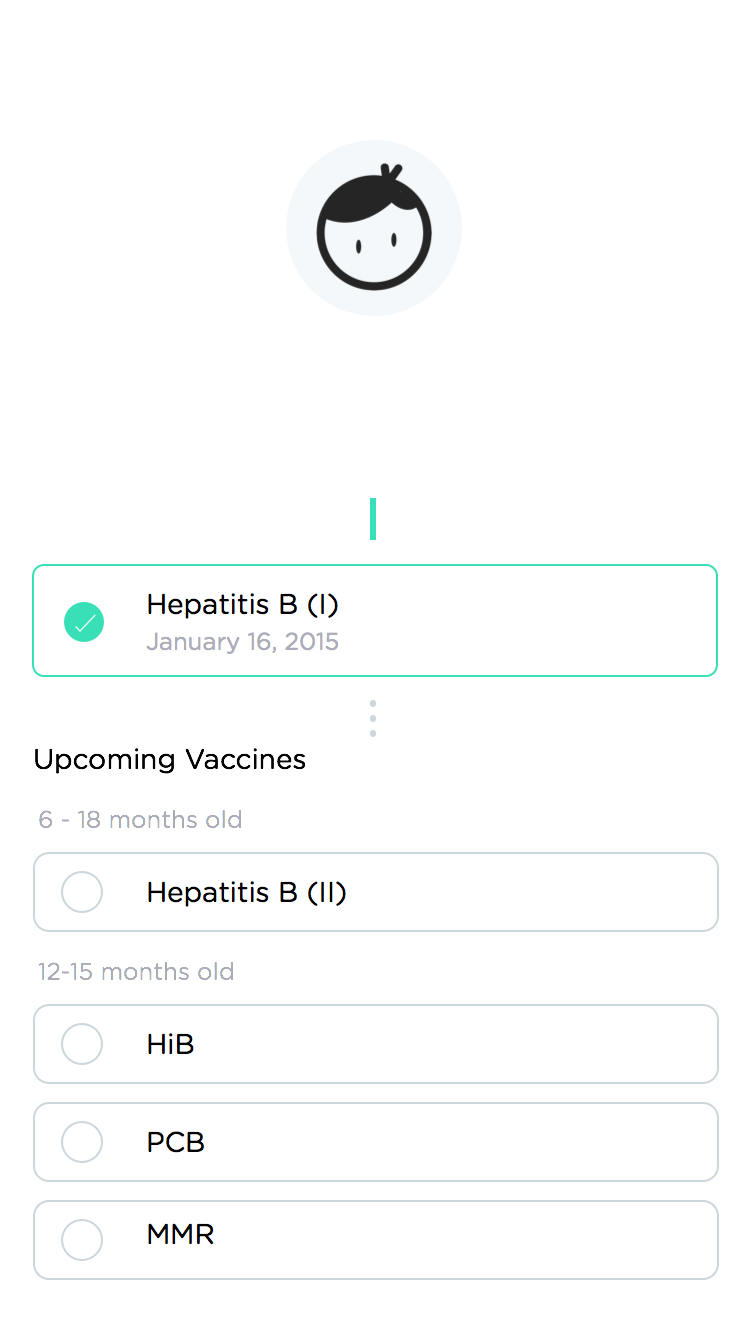 Hepatitis B (I)
January 16, 2015
Upcoming Vaccines
6 - 18 months old
Hepatitis B (II)
12-15 months old
HiB
PCB
MMR